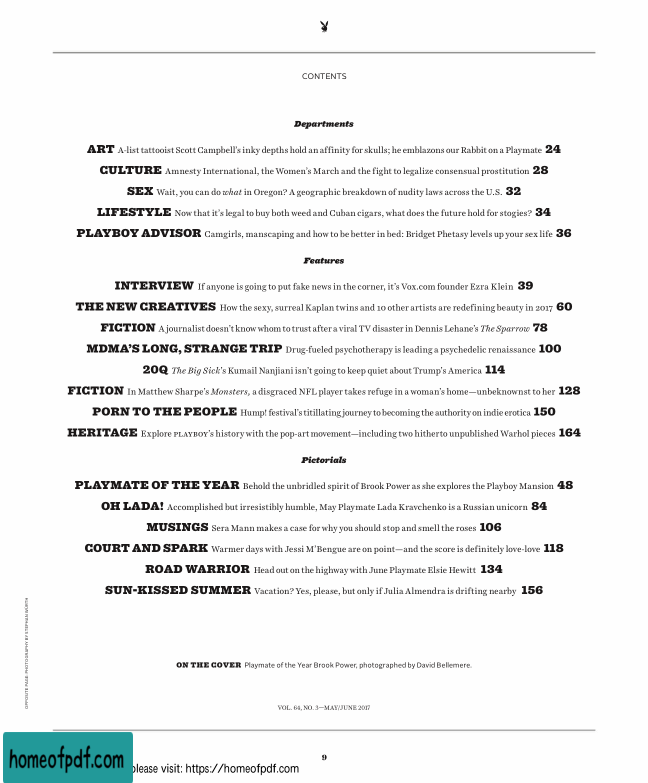 CONTENTS
Departments
ART A-list tattooist Scott Campbell's inky depths hold an affinity for skulls; he emblazons our Rabbit on a Playmate 24
CULTURE Amnesty International, the Women's March and the fight to legalize consensual prostitution 28
SEX Wait, you can do what in Oregon? A geographic breakdown of nudity laws across the U.S. 32
LIFESTYLE Now that it's legal to buy both weed and Cuban cigars, what does the future hold for stogies? 34
PLAYBOY ADVISOR Camgirls, manscaping and how to be better in bed: Bridget Phetasy levels up your sex life 36
Features
INTERVIEW If anyone is going to put fake news in the corner, it's Vox.com founder Ezra Klein 39
THE NEW CREATIVES How the sexy, surreal Kaplan twins and 10 other artists are redefining beauty in 2017 60
FICTION A journalist doesn't know whom to trust after a viral TV disaster in Dennis Lehane's The Sparrow 78
MDMA'S LONG, STRANGE TRIP Drug-fueled psychotherapy is leading a psychedelic renaissance 100
20Q The Big Sick's Kumail Nanjiani isn't going to keep quiet about Trump's America 114
FICTION In Matthew Sharpe's Monsters, a disgraced NFL player takes refuge in a woman's home—unbeknownst to her 128
PORN TO THE PEOPLE Hump! festival's titillating journey to becoming the authority on indie erotica 150
HERITAGE Explore PLAYBOY's history with the pop-art movement—including two hitherto unpublished Warhol pieces 164
Pictorials
PLAYMATE OF THE YEAR Behold the unbridled spirit of Brook Power as she explores the Playboy Mansion 48
OH LADA! Accomplished but irresistibly humble, May Playmate Lada Kravchenko is a Russian unicorn 84
MUSINGS Sera Mann makes a case for why you should stop and smell the roses 106
COURT AND SPARK Warmer days with Jessi M'Bengue are on point—and the score is definitely love-love 118
ROAD WARRIOR Head out on the highway with June Playmate Elsie Hewitt 134
SUN-KISSED SUMMER Vacation? Yes, please, but only if Julia Almendra is drifting nearby 156
OPPOSITE PAGE: PHOTOGRAPHY BY STEPHAN WÜRTH
ON THE COVER Playmate of the Year Brook Power, photographed by David Bellemere.
VOL. 64, NO. 3—MAY/JUNE 2017
9
homeofpdf.com
please visit: https://homeofpdf.com